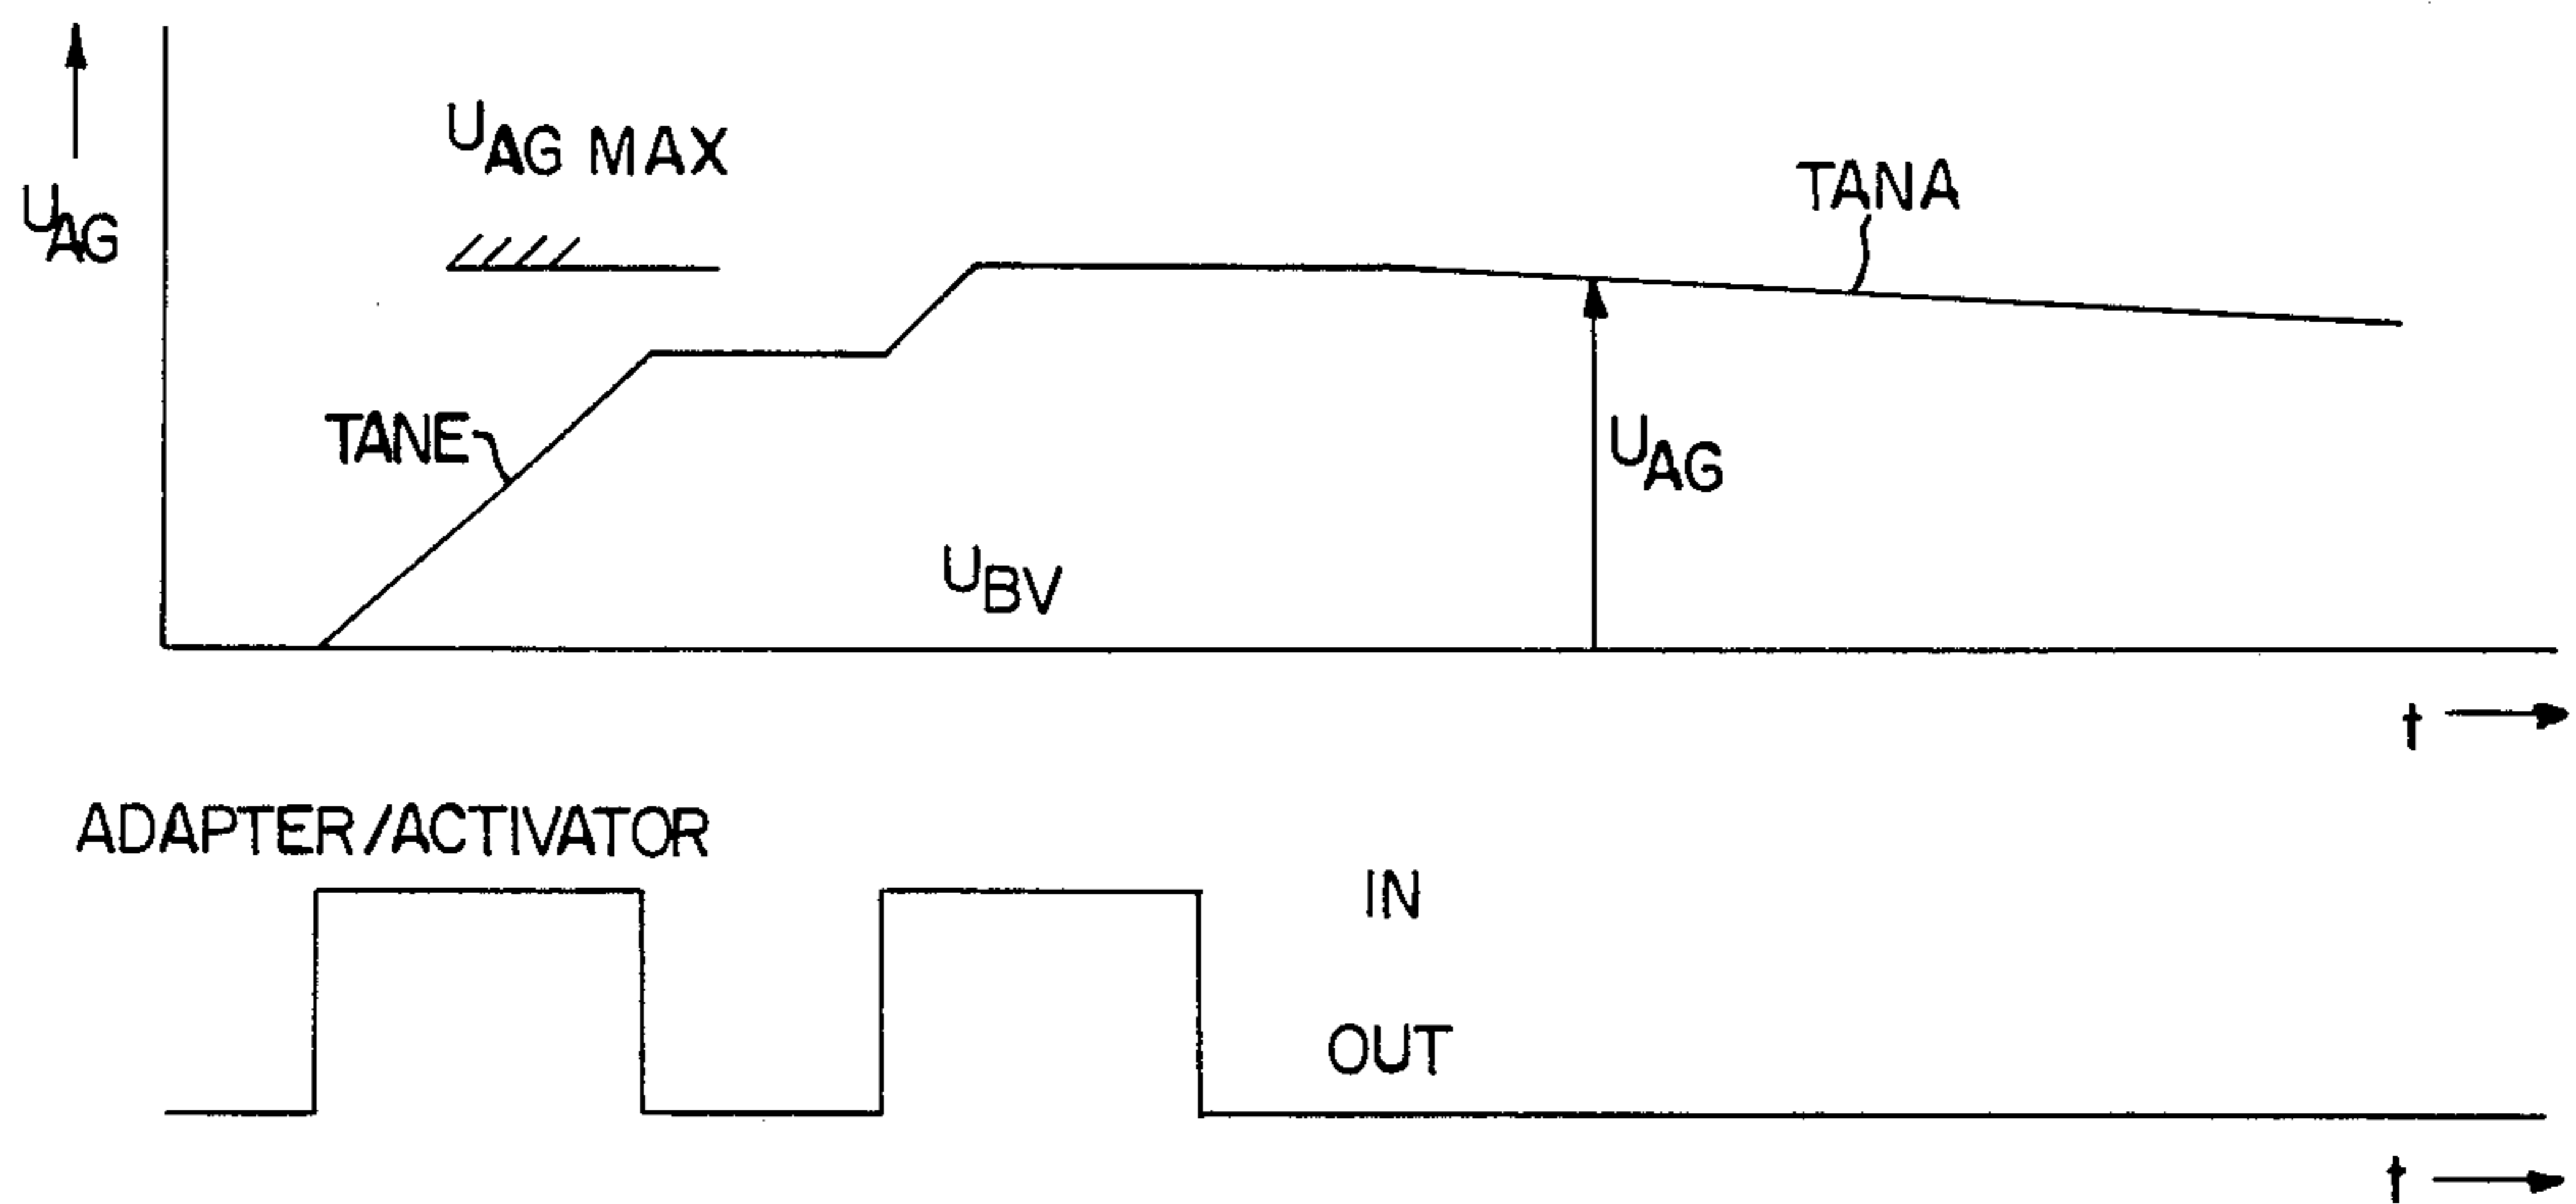 U_AG MAX
U_AG
TANA
TANE
U_AG
U_BV
t
ADAPTER/ACTIVATOR
IN
OUT
t